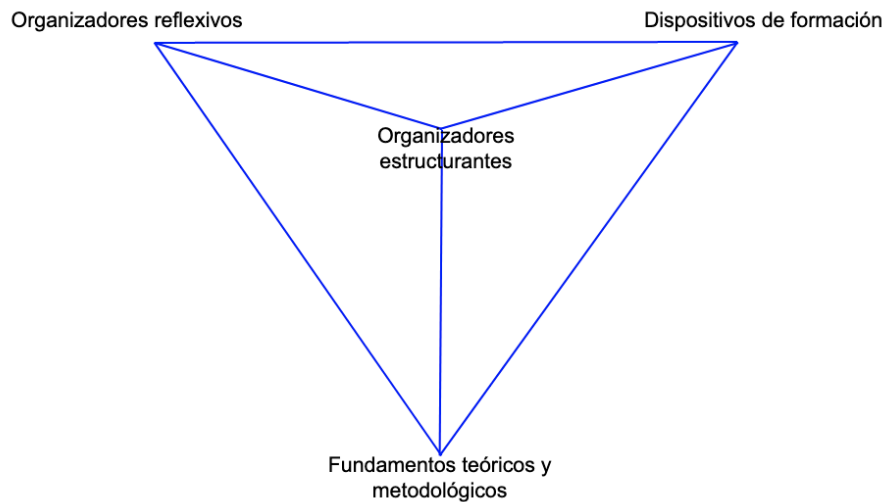 Organizadores reflexivos
Dispositivos de formación
Organizadores
estructurantes
Fundamentos teóricos y
metodológicos